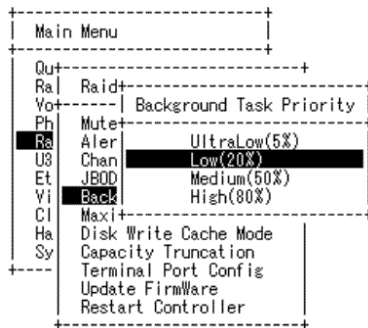 Main Menu
Qu
Ra
Raid
Vo
Background Task Priority
Ph
Mute
Ra
Aler
UltraLow(5%)
U3
Chan
Low(20%)
Et
JBOD
Medium(50%)
Vi
Back
High(80%)
Cl
Maxi
Ha
Disk Write Cache Mode
Sy
Capacity Truncation
Terminal Port Config
Update FirmWare
Restart Controller